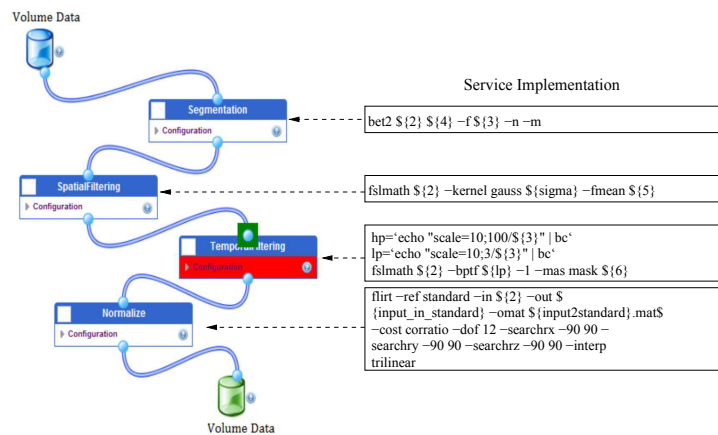 Volume Data
Service Implementation
Segmentation
Configuration
bet2 ${2} ${4} −f ${3} −n −m
SpatialFiltering
Configuration
fslmath ${2} −kernel gauss ${sigma} −fmean ${5}
TemporalFiltering
Configuration
hp=‘echo "scale=10;100/${3}" | bc‘
lp=‘echo "scale=10;3/${3}" | bc‘
fslmath ${2} −bptf ${lp} −1 −mas mask ${6}
Normalize
Configuration
flirt −ref standard −in ${2} −out $
{input_in_standard} −omat ${input2standard}.mat$
−cost corratio −dof 12 −searchrx −90 90 −
searchry −90 90 −searchrz −90 90 −interp
trilinear
Volume Data